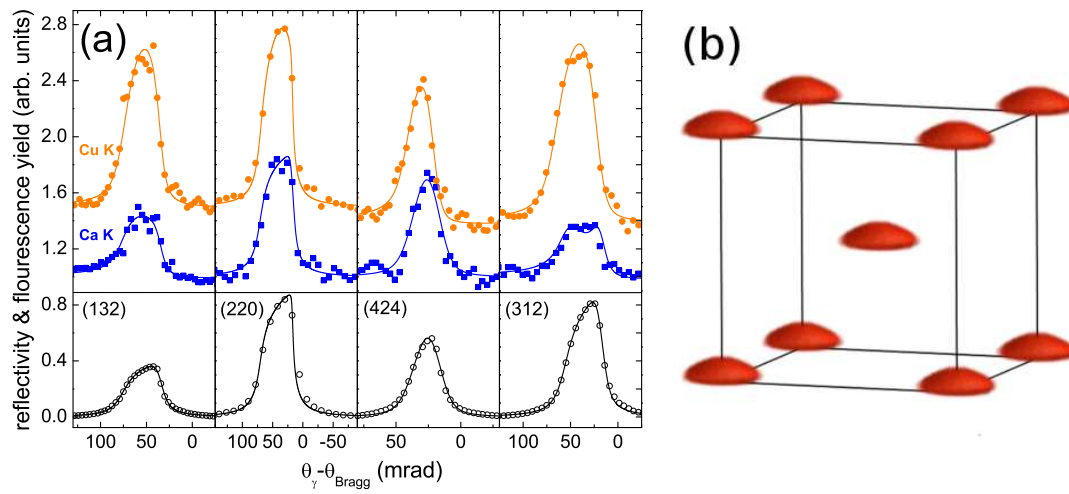 (a)
(b)
reflectivity & flourescence yield (arb. units)
2.8
2.4
2.0
1.6
1.2
0.8
0.4
0.0
Cu K
Ca K
(132) (220) (424) (312)
100 50 0 100 50 0 -50 50 0 100 50 0
θγ-θBragg (mrad)